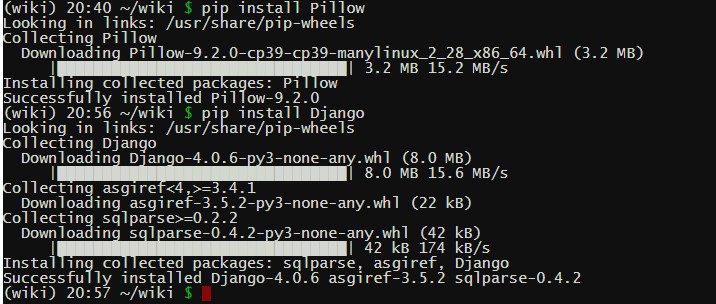 (wiki) 20:40 ~/wiki $ pip install Pillow
Looking in links: /usr/share/pip-wheels
Collecting Pillow
  Downloading Pillow-9.2.0-cp39-cp39-manylinux_2_28_x86_64.whl (3.2 MB)
     |████████████████████████████████| 3.2 MB 15.2 MB/s
Installing collected packages: Pillow
Successfully installed Pillow-9.2.0
(wiki) 20:56 ~/wiki $ pip install Django
Looking in links: /usr/share/pip-wheels
Collecting Django
  Downloading Django-4.0.6-py3-none-any.whl (8.0 MB)
     |████████████████████████████████| 8.0 MB 15.6 MB/s
Collecting asgiref<4,>=3.4.1
  Downloading asgiref-3.5.2-py3-none-any.whl (22 kB)
Collecting sqlparse>=0.2.2
  Downloading sqlparse-0.4.2-py3-none-any.whl (42 kB)
     |████████████████████████████████| 42 kB 174 kB/s
Installing collected packages: sqlparse, asgiref, Django
Successfully installed Django-4.0.6 asgiref-3.5.2 sqlparse-0.4.2
(wiki) 20:57 ~/wiki $